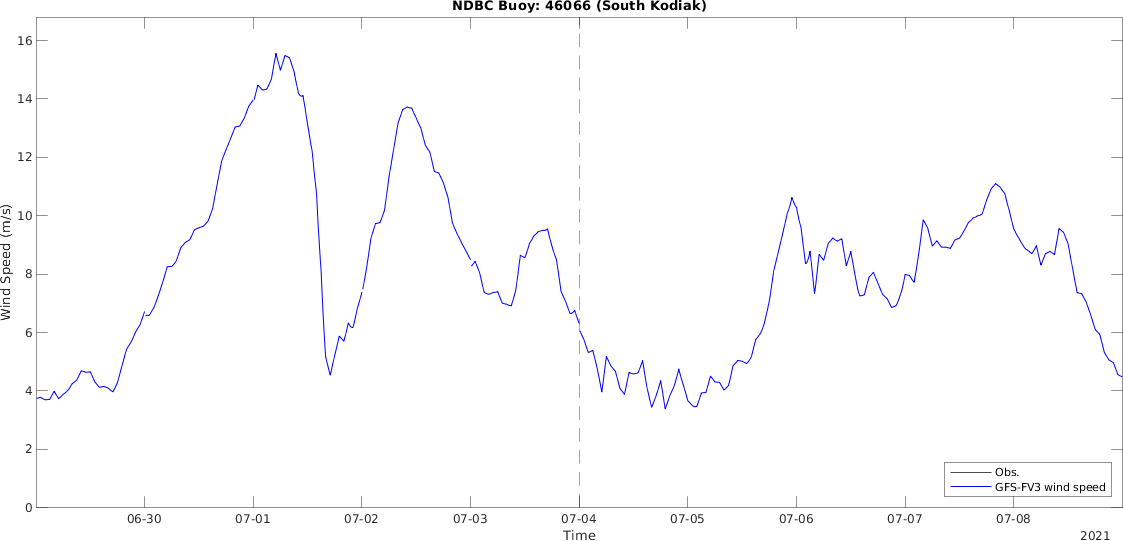 NDBC Buoy: 46066 (South Kodiak)
Wind Speed (m/s)
16
14
12
10
8
6
4
2
0
Obs.
GFS-FV3 wind speed
06-30 07-01 07-02 07-03 07-04 07-05 07-06 07-07 07-08
Time
2021